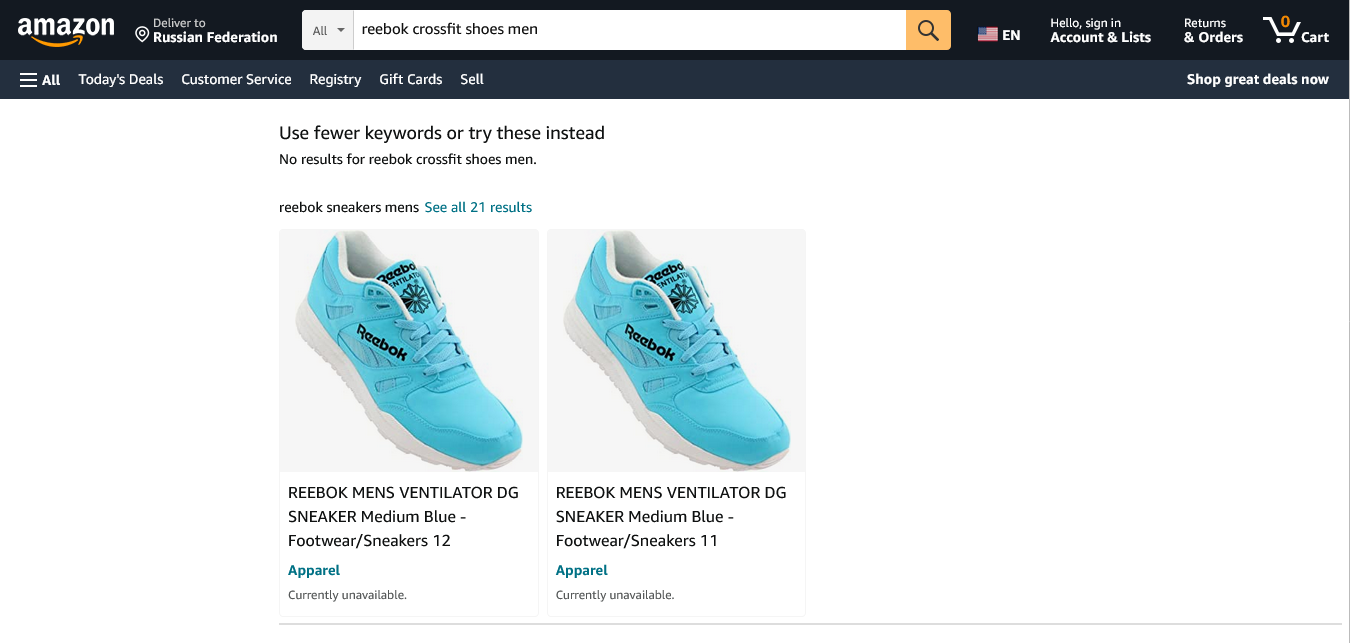 amazon
Deliver to
Russian Federation
All
reebok crossfit shoes men
EN
Hello, sign in
Account & Lists
Returns
& Orders
0
Cart
All Today's Deals Customer Service Registry Gift Cards Sell Shop great deals now
Use fewer keywords or try these instead
No results for reebok crossfit shoes men.
reebok sneakers mens See all 21 results
Reebok
VENTILATOR
Reebok
Reebok
VENTILATOR
Reebok
REEBOK MENS VENTILATOR DG
SNEAKER Medium Blue -
Footwear/Sneakers 12
Apparel
Currently unavailable.
REEBOK MENS VENTILATOR DG
SNEAKER Medium Blue -
Footwear/Sneakers 11
Apparel
Currently unavailable.